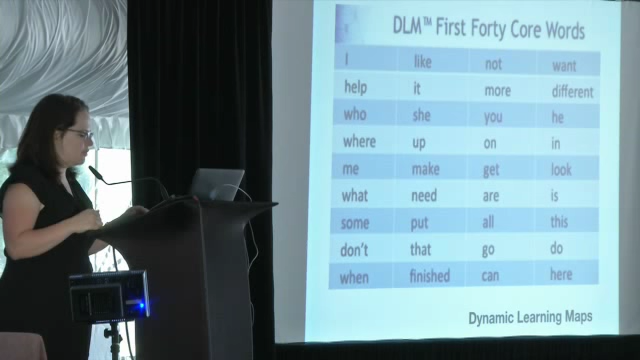 DLM™ First Forty Core Words
I like not want
help it more different
who she you he
where up on in
me make get look
what need are is
some put all this
don't that go do
when finished can here
Dynamic Learning Maps